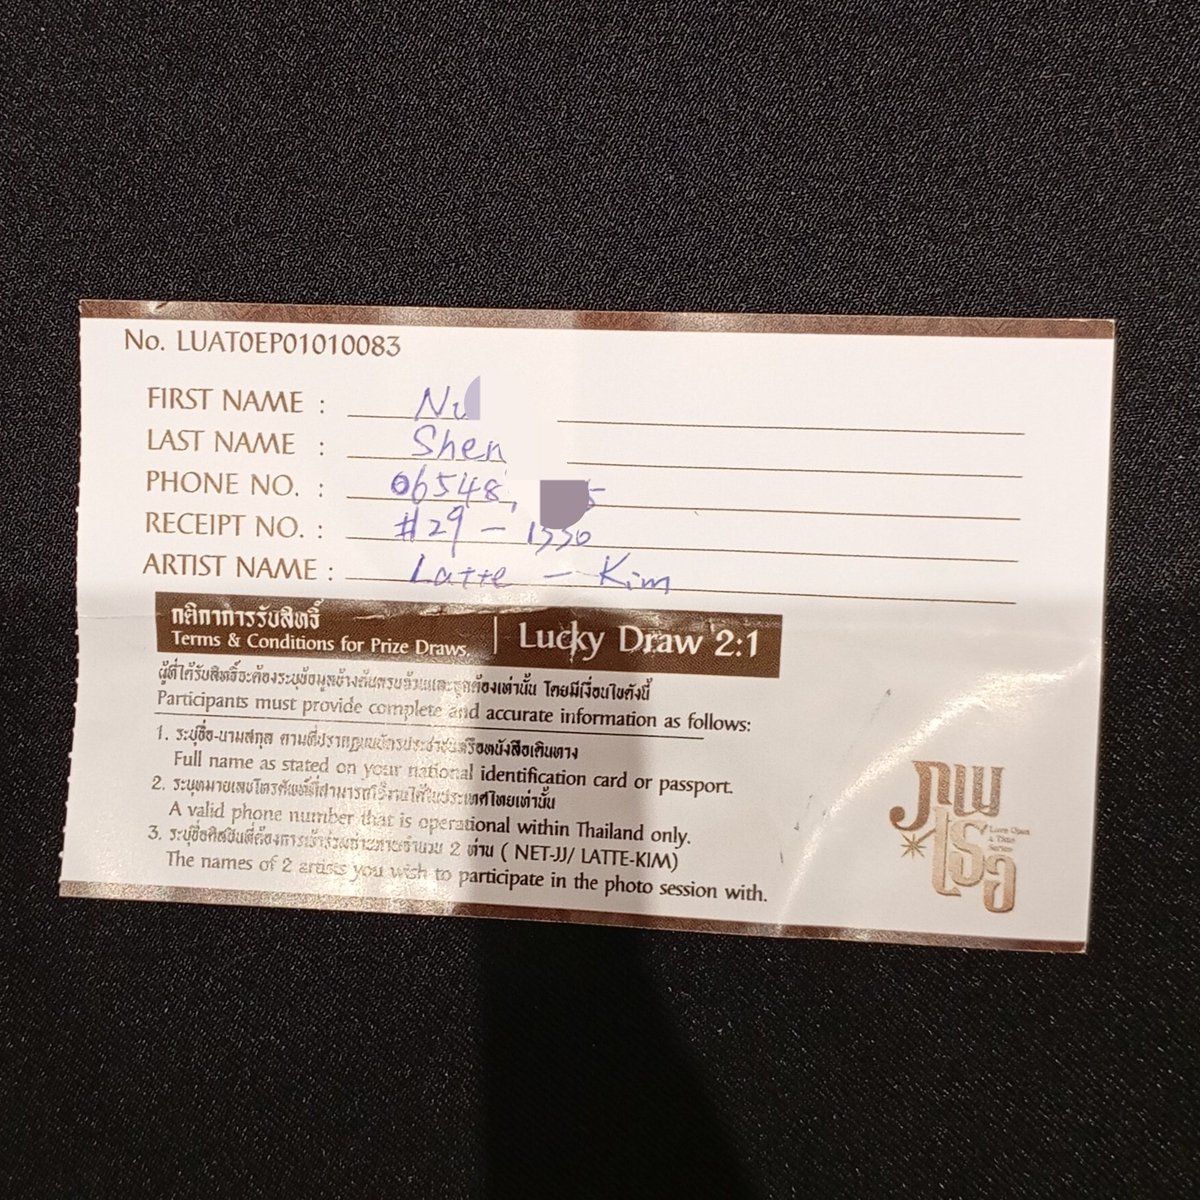 No. LUAT0EP01010083
FIRST NAME : Nu
LAST NAME : Shen
PHONE NO. : 06548 5
RECEIPT NO. : #29 - 1330
ARTIST NAME : Latte - Kim
กติกาการรับสิทธิ์
Terms & Conditions for Prize Draws. | Lucky Draw 2:1
ผู้ที่ได้รับสิทธิ์จะต้องระบุข้อมูลข้างต้นครบถ้วนและถูกต้องเท่านั้น โดยมีเงื่อนไขดังนี้
Participants must provide complete and accurate information as follows:
1. ระบุชื่อ-นามสกุล ตามที่ปรากฏบนบัตรประชาชนหรือหนังสือเดินทาง
Full name as stated on your national identification card or passport.
2. ระบุหมายเลขโทรศัพท์ที่สามารถใช้งานได้ในประเทศไทยเท่านั้น
A valid phone number that is operational within Thailand only.
3. ระบุชื่อศิลปินที่ต้องการเข้าร่วมถ่ายภาพจำนวน 2 ท่าน ( NET-JJ/ LATTE-KIM)
The names of 2 artists you wish to participate in the photo session with.
ภพ
เธอ
Love Upon
A Time
Series